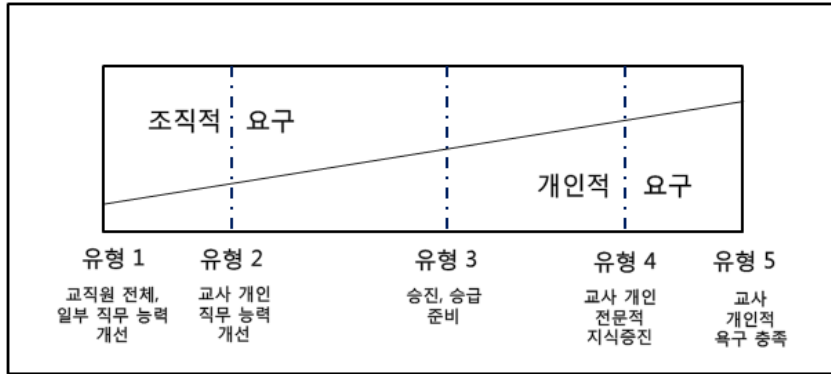 조직적 요구
개인적 요구
유형 1
교직원 전체,
일부 직무 능력
개선
유형 2
교사 개인
직무 능력
개선
유형 3
승진, 승급
준비
유형 4
교사 개인
전문적
지식증진
유형 5
교사
개인적
욕구 충족